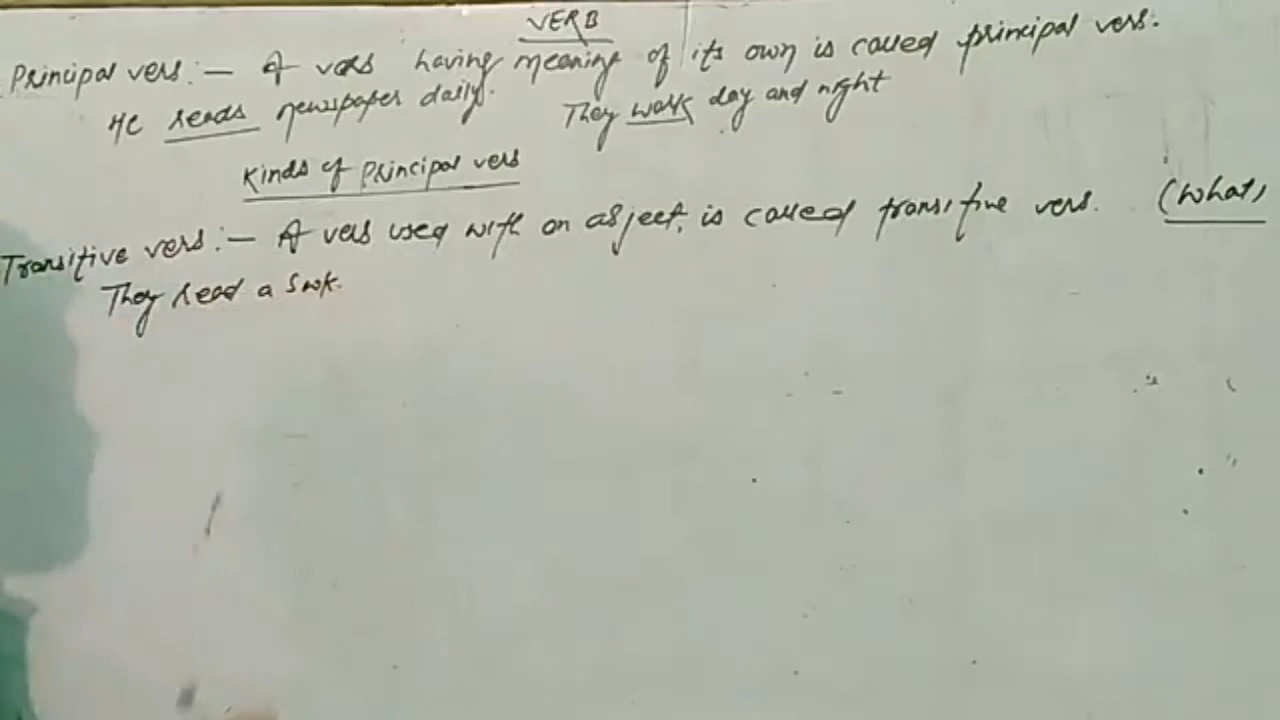 VERB
Principal verb :- A verb having meaning of its own is called principal verb.
He reads newspaper daily. They work day and night
Kinds of Principal verb
Transitive verb :- A verb used with an object, is called transitive verb. (What,
They read a book.